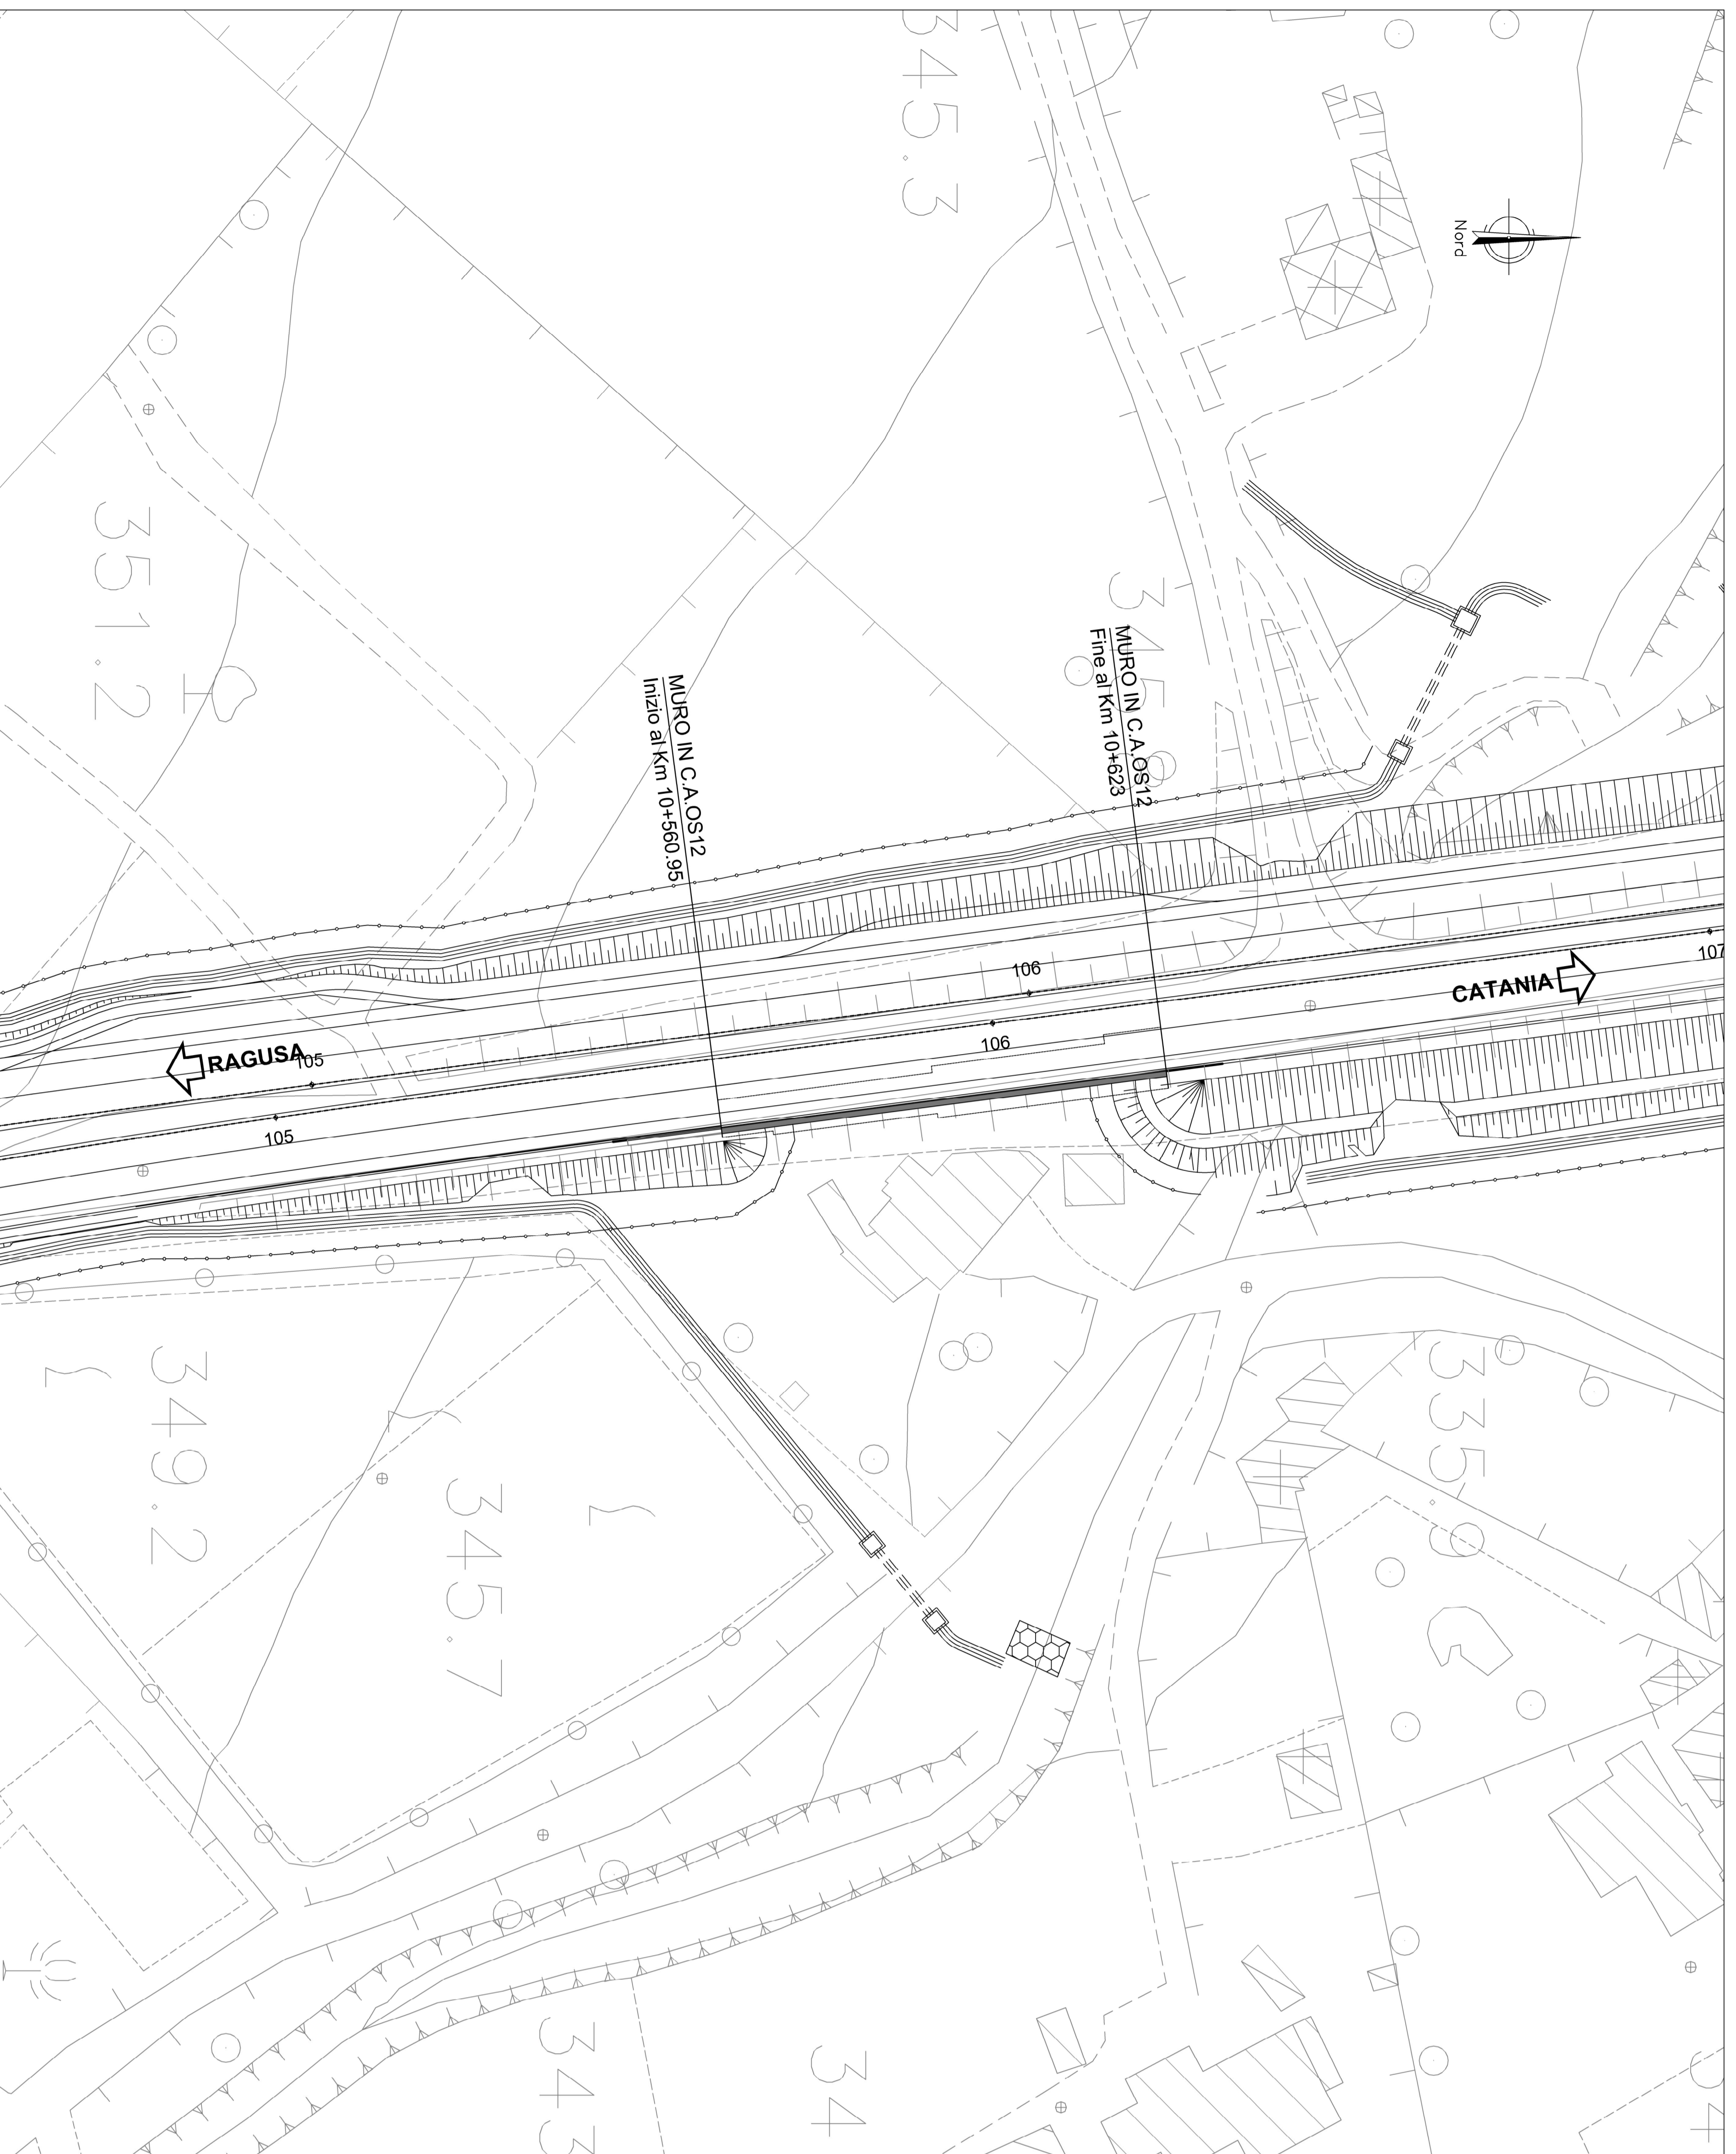 345.3
Nord
351.2
MURO IN C.A.OS12
Inizio al Km 10+560.95
MURO IN C.A.OS12
Fine al Km 10+623
106
107
CATANIA
106
RAGUSA
105
105
349.2
345.7
335.9
343
34